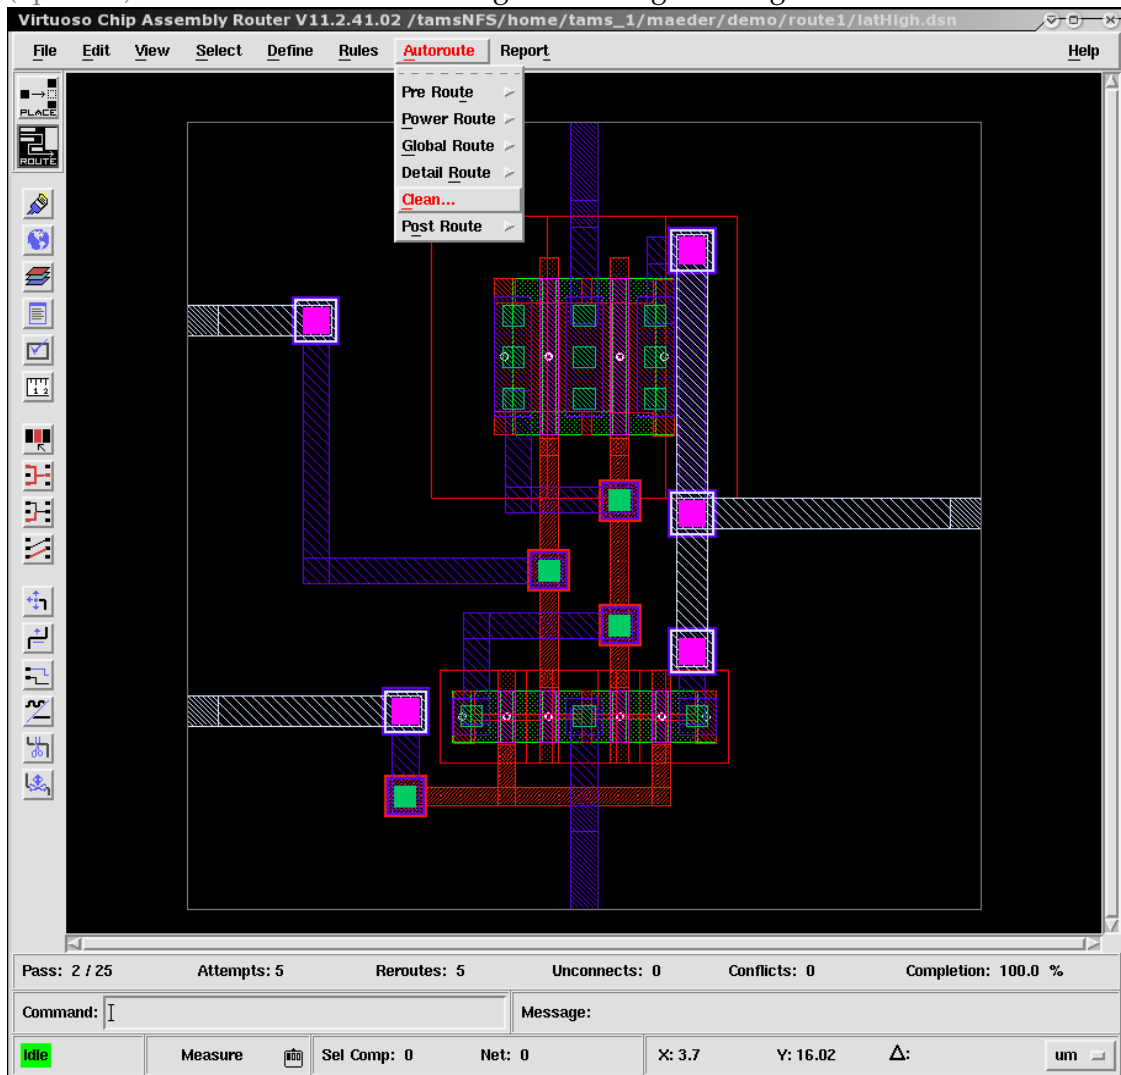 Virtuoso Chip Assembly Router V11.2.41.02 /tamsNFS/home/tams_1/maeder/demo/route1/latHigh.dsn
File Edit View Select Define Rules Autoroute Report Help
PLACE
ROUTE
1 2
Pre Route
Power Route
Global Route
Detail Route
Clean...
Post Route
Pass: 2 / 25 Attempts: 5 Reroutes: 5 Unconnects: 0 Conflicts: 0 Completion: 100.0 %
Command: Message:
Idle Measure Sel Comp: 0 Net: 0 X: 3.7 Y: 16.02 Δ: um